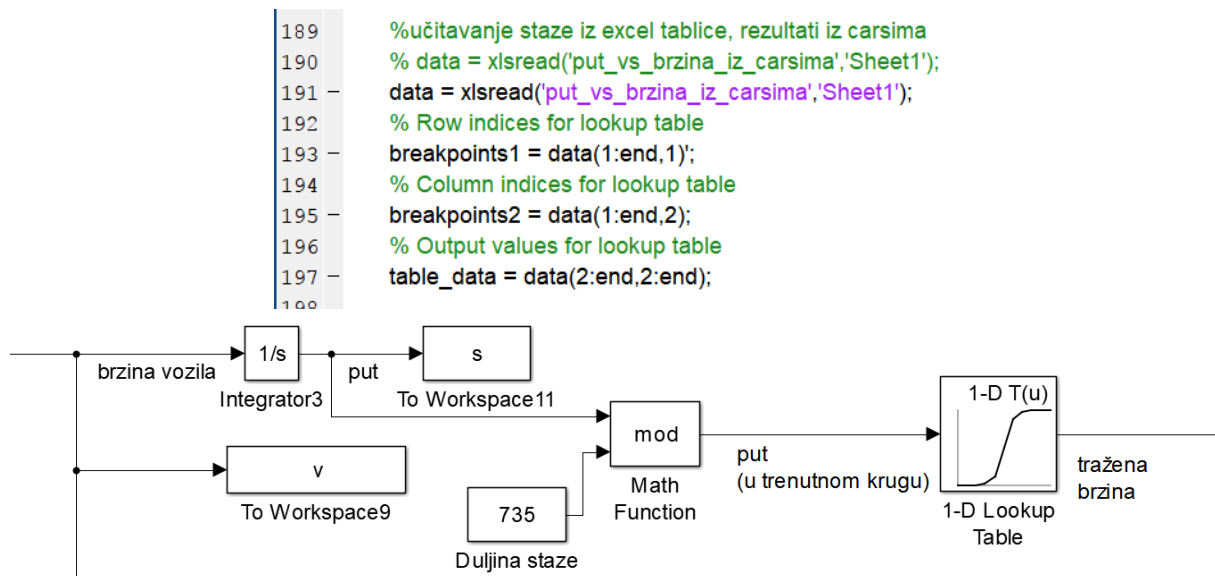 189 %učitavanje staze iz excel tablice, rezultati iz carsima
190 % data = xlsread('put_vs_brzina_iz_carsima','Sheet1');
191 – data = xlsread('put_vs_brzina_iz_carsima','Sheet1');
192 % Row indices for lookup table
193 – breakpoints1 = data(1:end,1)';
194 % Column indices for lookup table
195 – breakpoints2 = data(1:end,2);
196 % Output values for lookup table
197 – table_data = data(2:end,2:end);
198
brzina vozila
1/s
Integrator3
put
s
To Workspace11
v
To Workspace9
735
Duljina staze
mod
Math
Function
put
(u trenutnom krugu)
1-D T(u)
1-D Lookup
Table
tražena
brzina